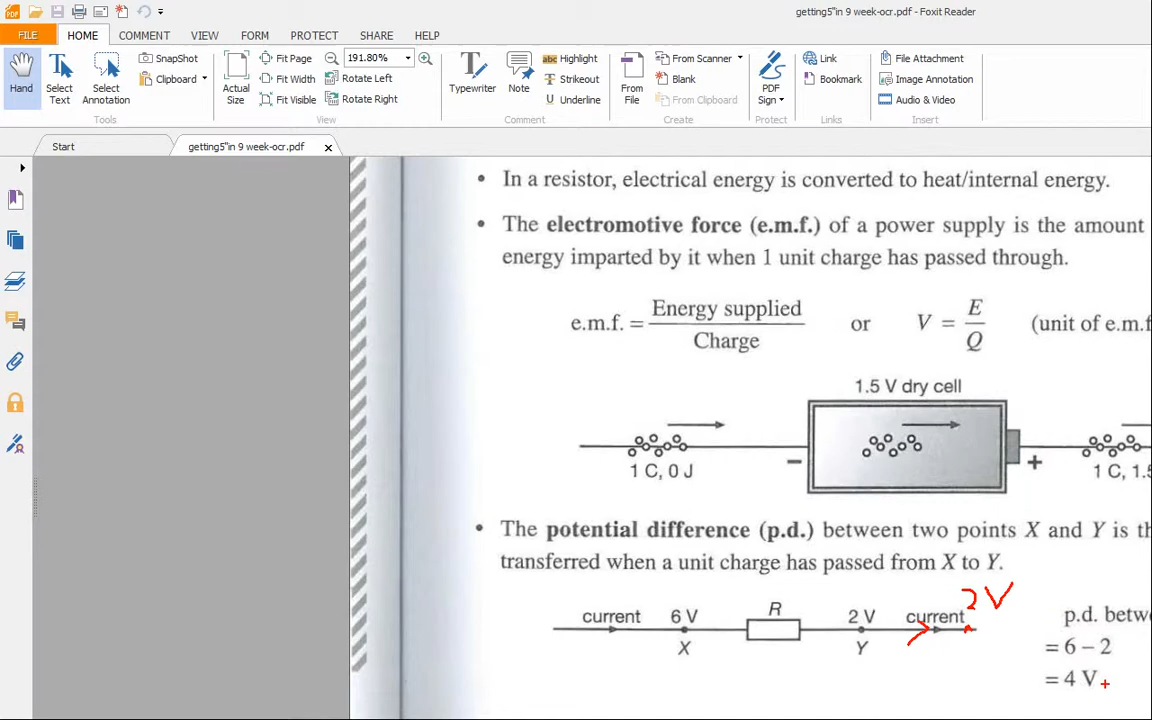 getting5"in 9 week-ocr.pdf - Foxit Reader
FILE HOME COMMENT VIEW FORM PROTECT SHARE HELP
Hand
Select Text
Select Annotation
SnapShot
Clipboard
Tools
Actual Size
Fit Page
Fit Width
Fit Visible
191.80%
Rotate Left
Rotate Right
View
Typewriter
Note
Highlight
Strikeout
Underline
Comment
From File
From Scanner
Blank
From Clipboard
Create
PDF Sign
Protect
Link
Bookmark
Links
File Attachment
Image Annotation
Audio & Video
Insert
Start
getting5"in 9 week-ocr.pdf
• In a resistor, electrical energy is converted to heat/internal energy.
• The electromotive force (e.m.f.) of a power supply is the amount
energy imparted by it when 1 unit charge has passed through.
e.m.f. = Energy supplied / Charge or V = E / Q (unit of e.m.f
1.5 V dry cell
1 C, 0 J
−
+
1 C, 1.5
• The potential difference (p.d.) between two points X and Y is th
transferred when a unit charge has passed from X to Y.
2V
current 6 V R 2 V current p.d. betw
X Y = 6 – 2
= 4 V